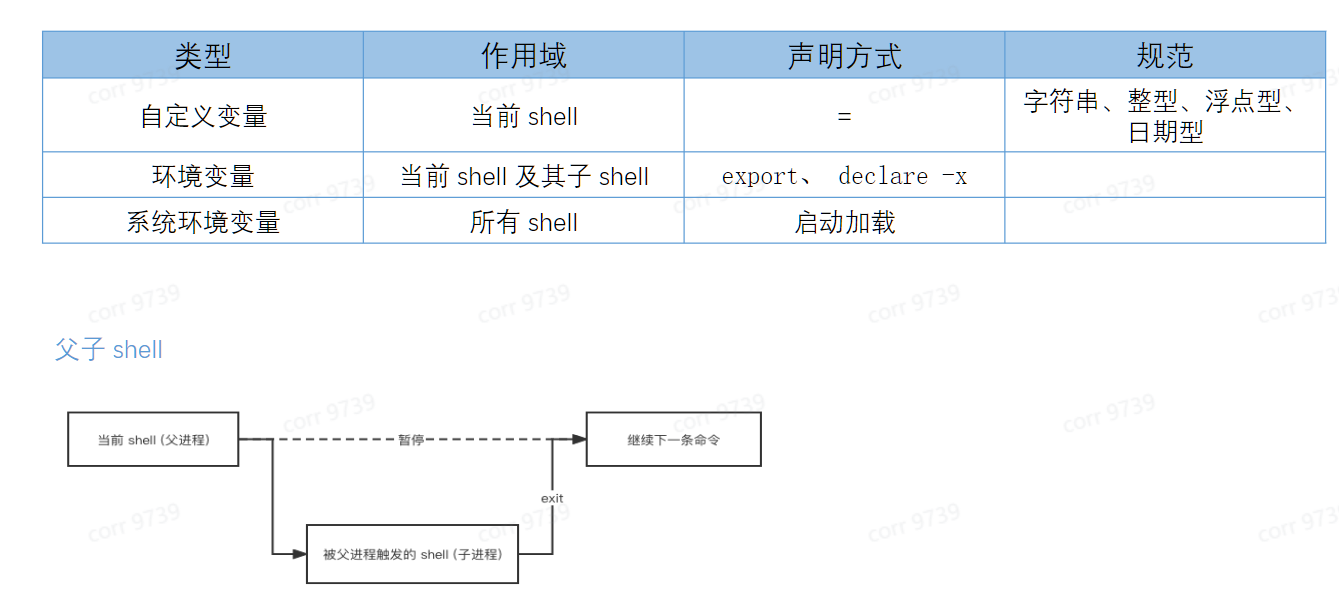 类型 作用域 声明方式 规范
自定义变量 当前 shell = 字符串、整型、浮点型、
日期型
环境变量 当前 shell 及其子 shell export、 declare -x
系统环境变量 所有 shell 启动加载
父子 shell
当前 shell (父进程) 暂停 继续下一条命令
exit
被父进程触发的 shell (子进程)
corr 9739